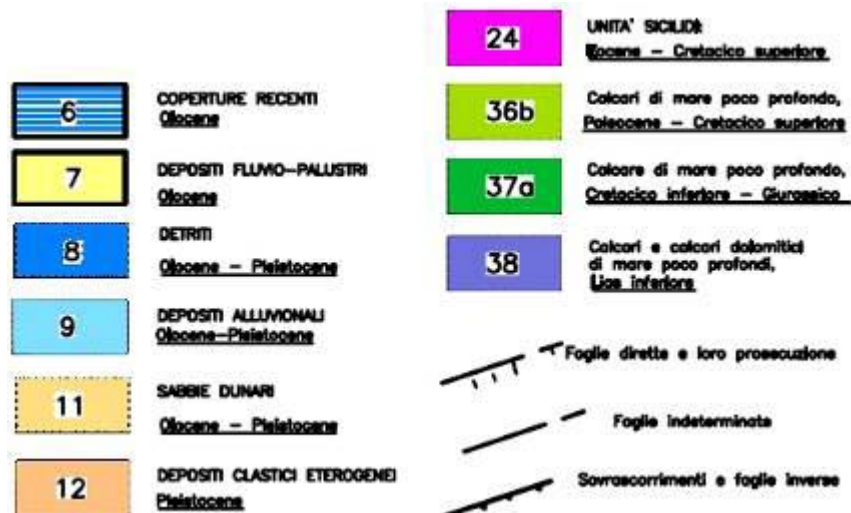 6
COPERTURE RECENTI
Olocene
7
DEPOSITI FLUVIO-PALUSTRI
Olocene
8
DETRITI
Olocene - Pleistocene
9
DEPOSITI ALLUVIONALI
Olocene-Pleistocene
11
SABBIE DUNARI
Olocene - Pleistocene
12
DEPOSITI CLASTICI ETEROGENEI
Pleistocene
24
UNITA' SICILIDI:
Eocene - Cretacico superiore
36b
Calcari di mare poco profondo,
Paleocene - Cretacico superiore
37a
Calcare di mare poco profondo,
Cretacico inferiore - Giurassico
38
Calcari e calcari dolomitici
di mare poco profondi,
Lias inferiore
Faglie dirette e loro prosecuzione
Faglie indeterminate
Sovrascorrimenti e faglie inverse